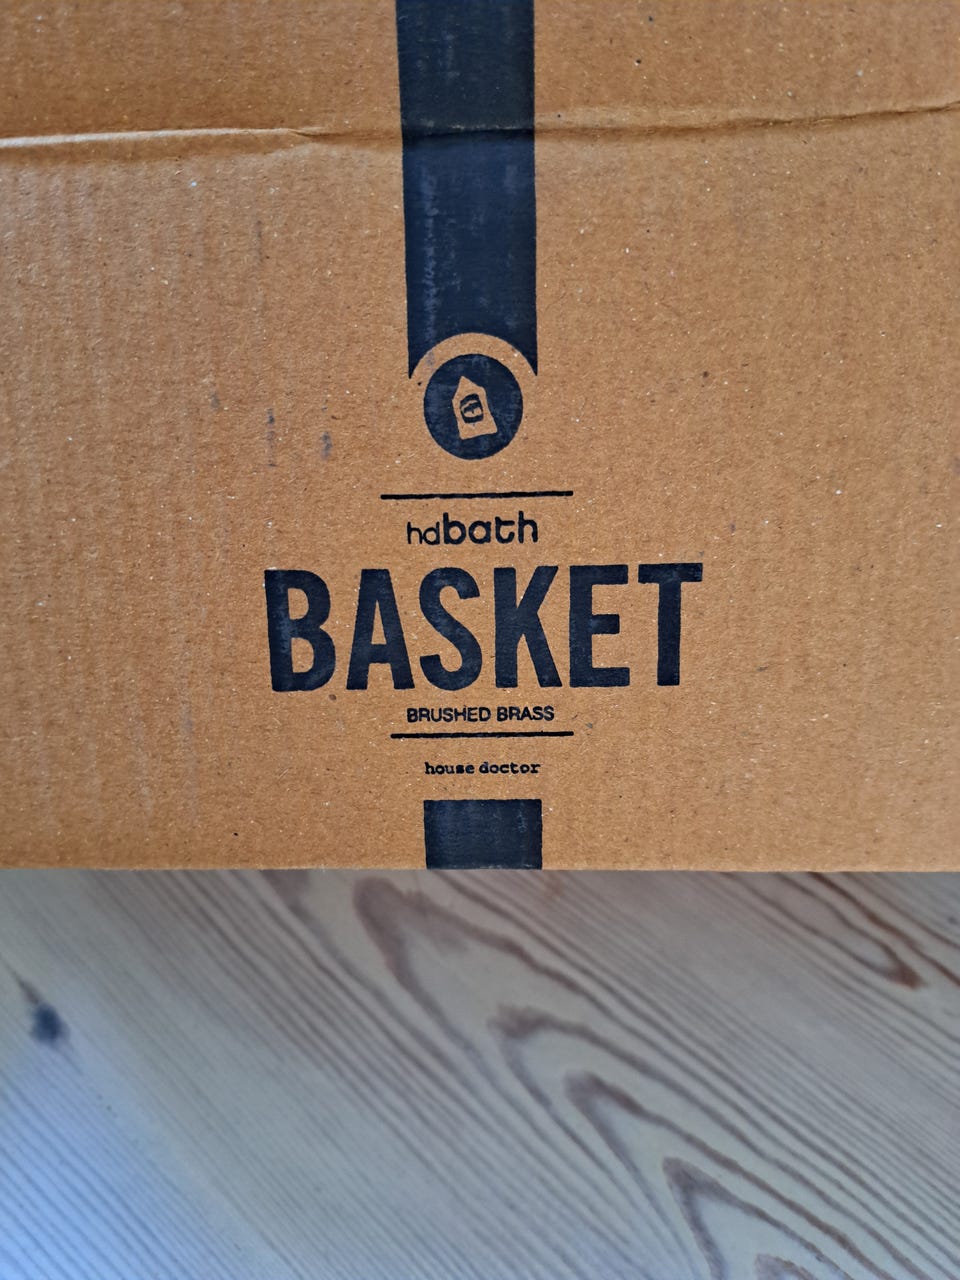 hdbath
BASKET
BRUSHED BRASS
house doctor